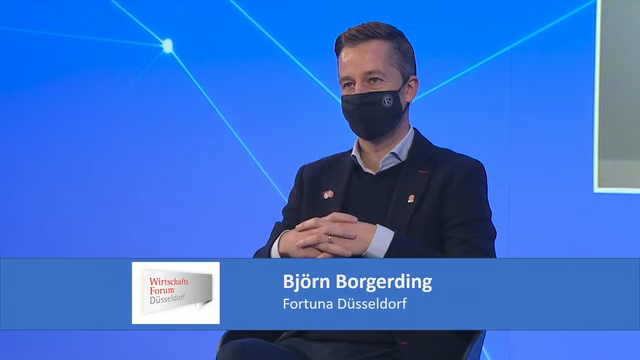 Wirtschafts
Forum
Düsseldorf
Björn Borgerding
Fortuna Düsseldorf